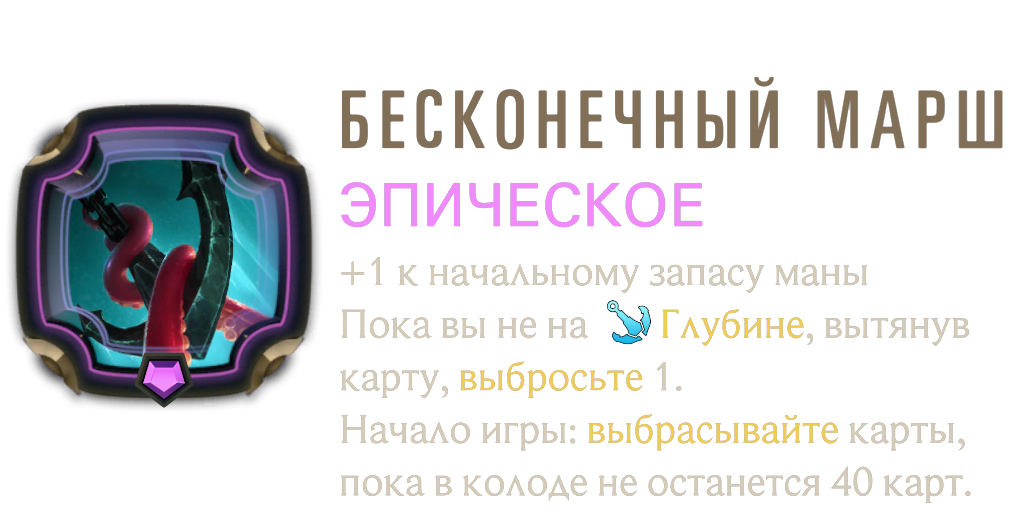 БЕСКОНЕЧНЫЙ МАРШ
ЭПИЧЕСКОЕ
+1 к начальному запасу маны
Пока вы не на Глубине, вытянув
карту, выбросьте 1.
Начало игры: выбрасывайте карты,
пока в колоде не останется 40 карт.